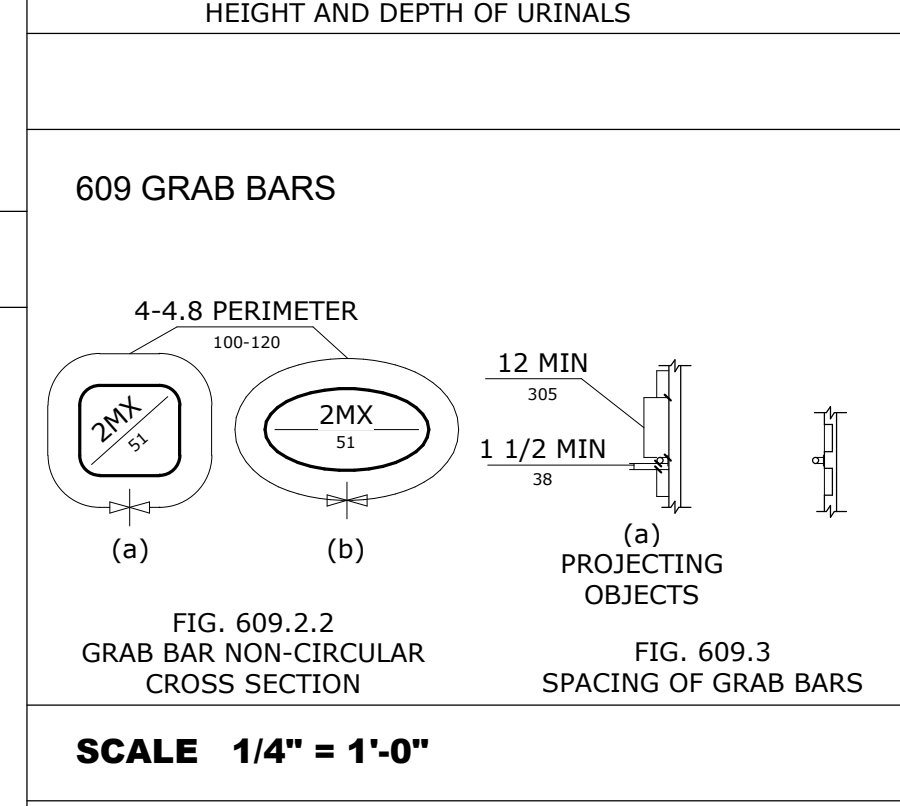 HEIGHT AND DEPTH OF URINALS
609 GRAB BARS
4-4.8 PERIMETER
100-120
2MX
51
2MX
51
12 MIN
305
1 1/2 MIN
38
(a)
(b)
(a)
PROJECTING
OBJECTS
FIG. 609.2.2
GRAB BAR NON-CIRCULAR
CROSS SECTION
FIG. 609.3
SPACING OF GRAB BARS
SCALE 1/4" = 1'-0"